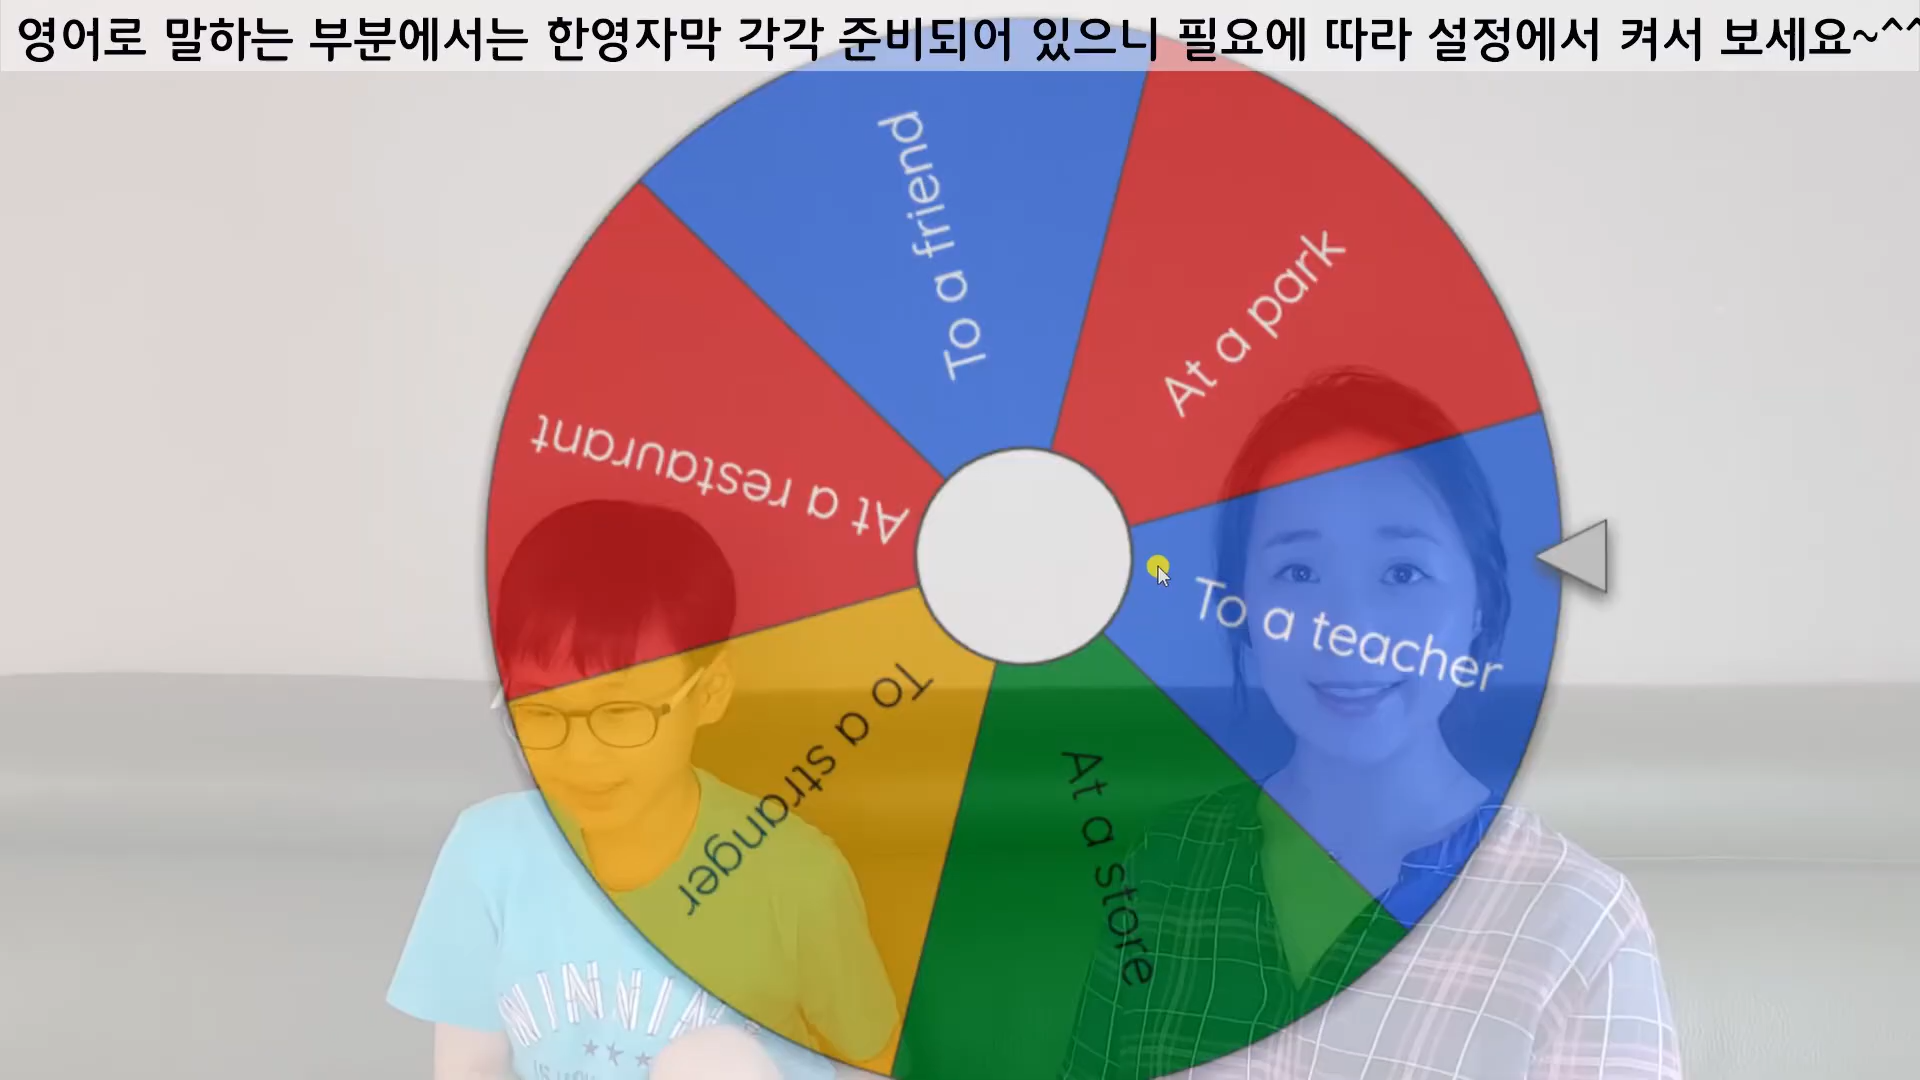 영어로 말하는 부분에서는 한영자막 각각 준비되어 있으니 필요에 따라 설정에서 켜서 보세요~^^
To a friend
At a park
At a restaurant
To a teacher
To a stranger
At a store